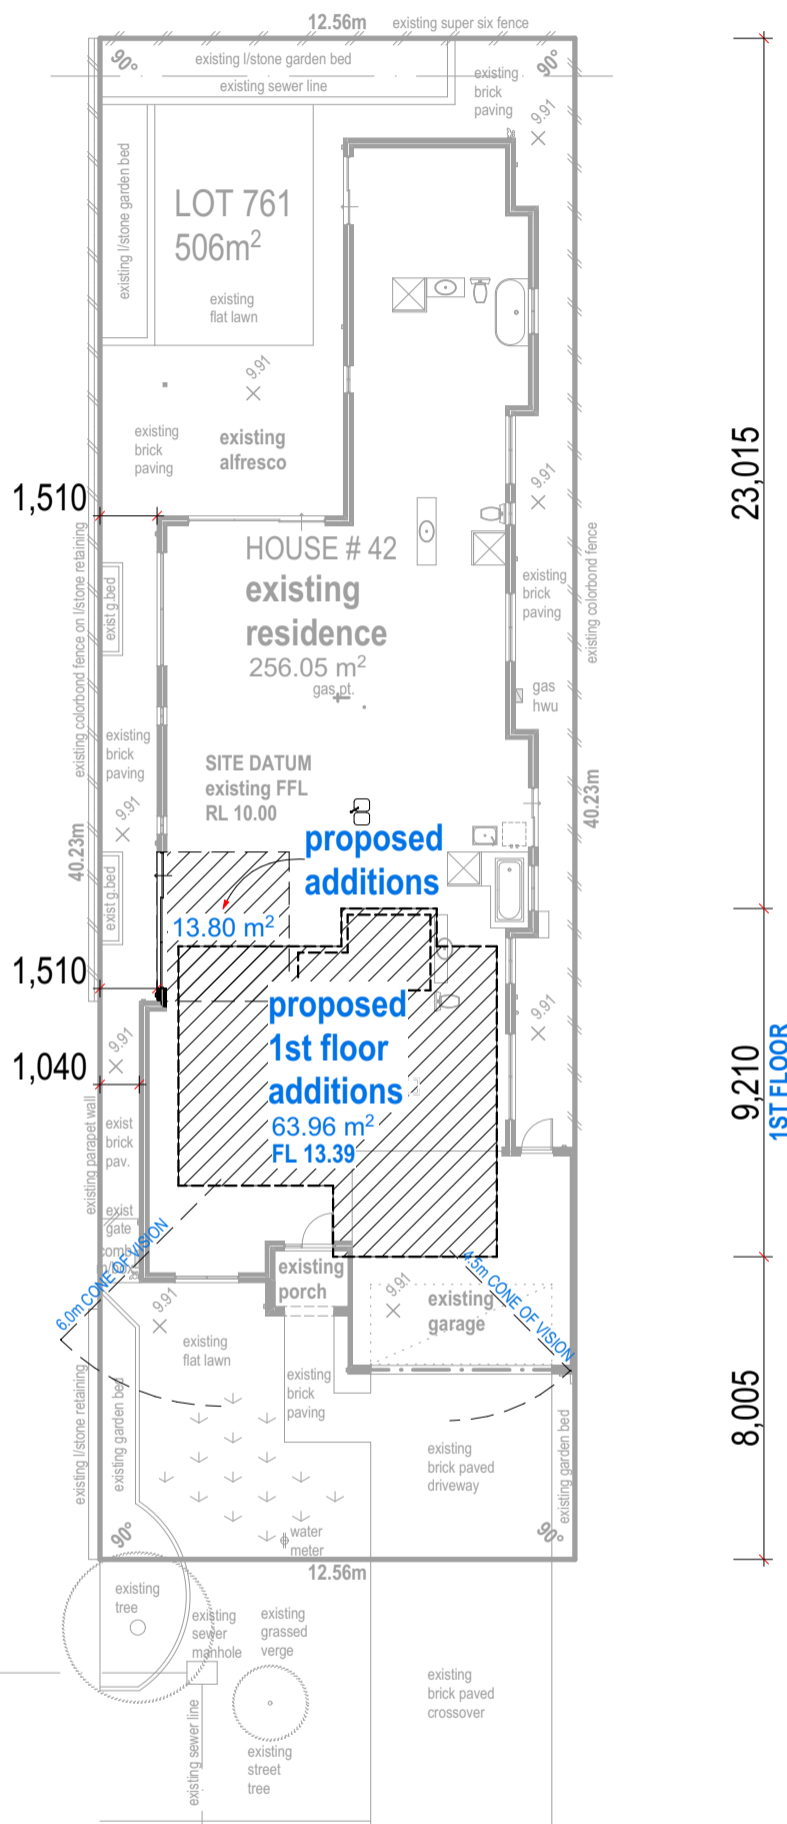 12.56m
existing super six fence
90°
90°
existing l/stone garden bed
existing sewer line
existing
brick
paving
9.91
existing l/stone garden bed
LOT 761
506m²
existing
flat lawn
9.91
existing
brick
paving
existing
alfresco
23,015
9.91
1,510
existing colorbond fence on l/stone retaining
HOUSE # 42
existing
residence
256.05 m²
gas pt.
exist g.bed
existing
brick
paving
existing colorbond fence
gas
hwu
existing
brick
paving
9.91
SITE DATUM
existing FFL
RL 10.00
40.23m
40.23m
proposed
additions
exist g.bed
13.80 m²
1,510
proposed
1st floor
additions
63.96 m²
FL 13.39
9.91
9.91
1,040
9,210
1ST FLOOR
existing parapet wall
exist
brick
pav.
exist
gate
6.0m CONE OF VISION
4.5m CONE OF VISION
existing
porch
9.91
existing
garage
9.91
existing
flat lawn
existing
brick
paving
existing l/stone retaining
existing garden bed
existing
brick paved
driveway
existing garden bed
8,005
90°
90°
water
meter
12.56m
existing
tree
existing
sewer
manhole
existing
grassed
verge
existing
brick paved
crossover
existing sewer line
existing
street
tree